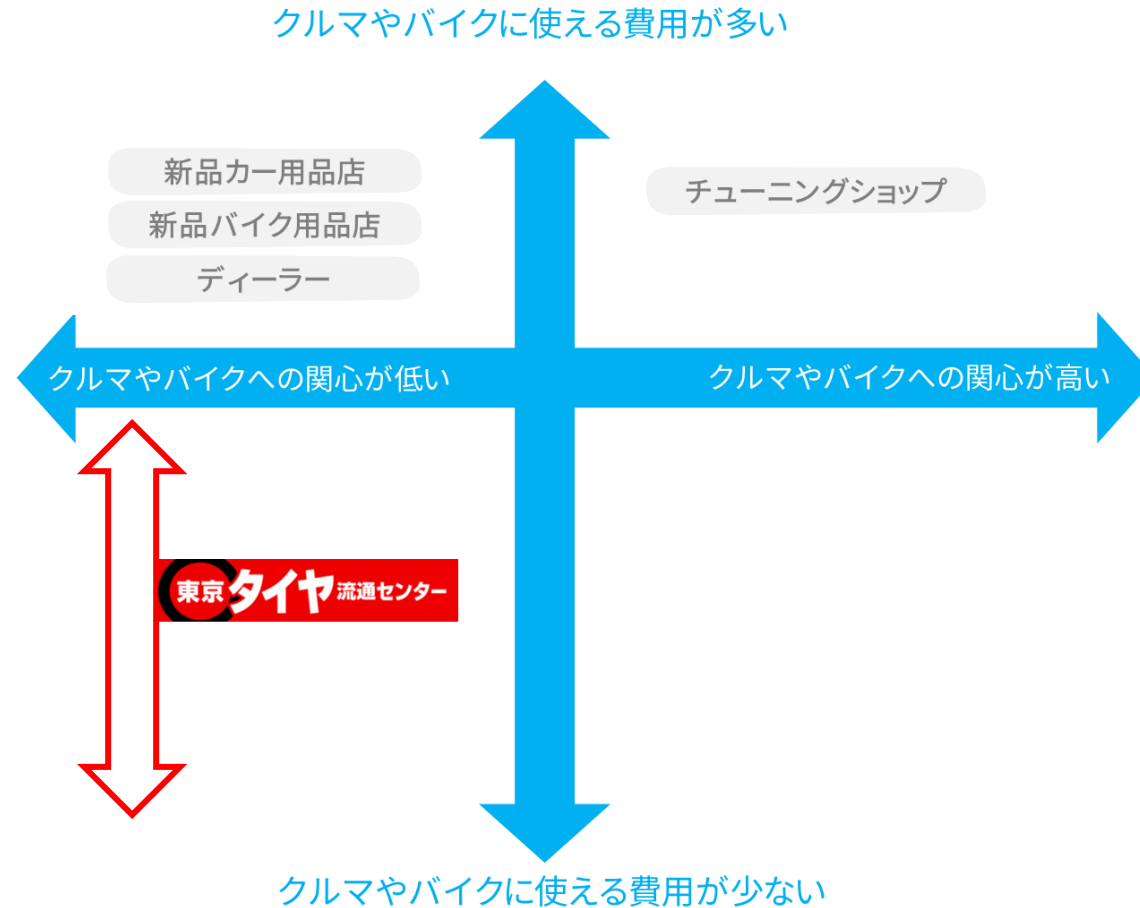 クルマやバイクに使える費用が多い
新品カー用品店
新品バイク用品店
ディーラー
チューニングショップ
クルマやバイクへの関心が低い
クルマやバイクへの関心が高い
東京タイヤ流通センター
クルマやバイクに使える費用が少ない